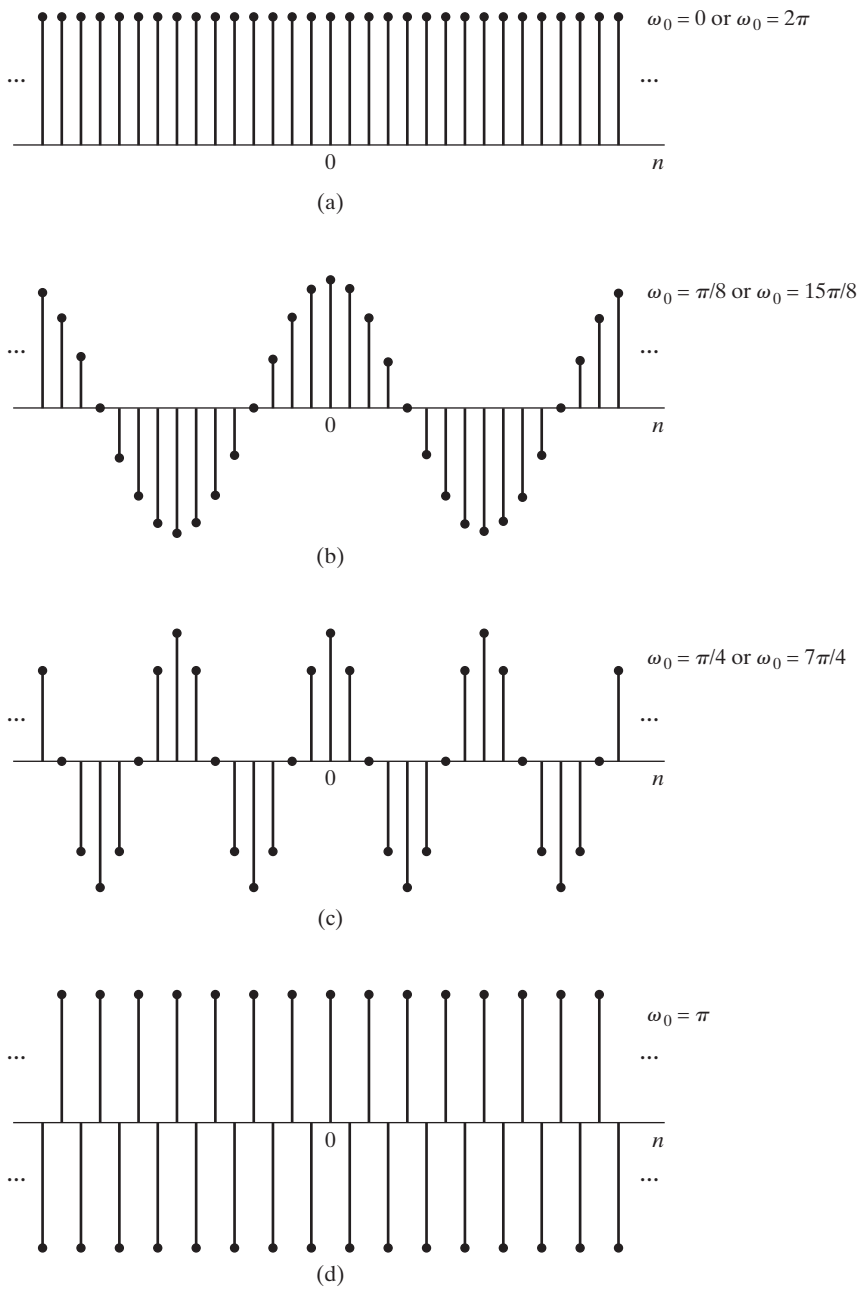 ω₀ = 0 or ω₀ = 2π
... ...
0 n
(a)
ω₀ = π/8 or ω₀ = 15π/8
... ...
0 n
(b)
ω₀ = π/4 or ω₀ = 7π/4
... ...
0 n
(c)
ω₀ = π
... ...
0 n
... ...
(d)